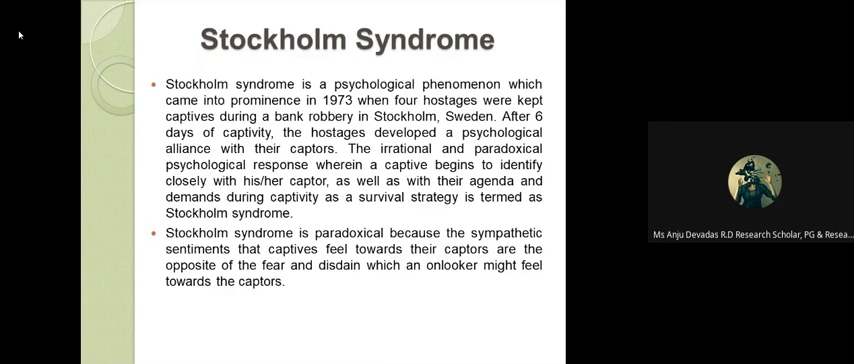 Stockholm Syndrome
• Stockholm syndrome is a psychological phenomenon which
came into prominence in 1973 when four hostages were kept
captives during a bank robbery in Stockholm, Sweden. After 6
days of captivity, the hostages developed a psychological
alliance with their captors. The irrational and paradoxical
psychological response wherein a captive begins to identify
closely with his/her captor, as well as with their agenda and
demands during captivity as a survival strategy is termed as
Stockholm syndrome.
• Stockholm syndrome is paradoxical because the sympathetic
sentiments that captives feel towards their captors are the
opposite of the fear and disdain which an onlooker might feel
towards the captors.
Ms Anju Devadas R.D Research Scholar, PG & Resea...